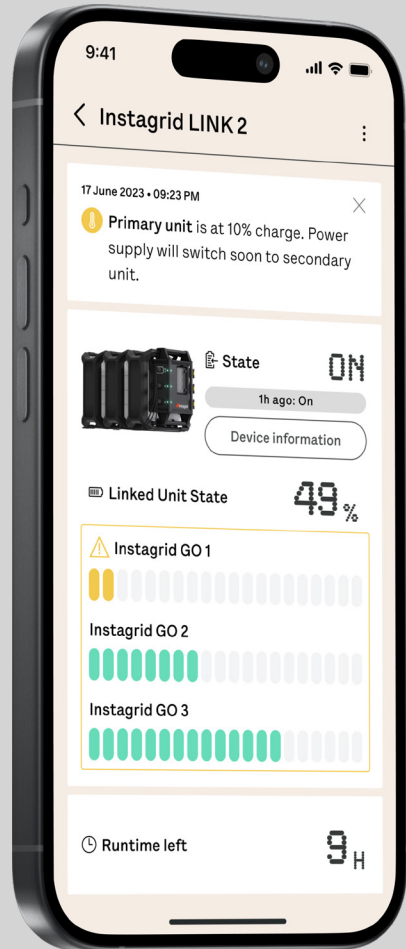 9:41
Instagrid LINK 2
17 June 2023 • 09:23 PM
Primary unit is at 10% charge. Power
supply will switch soon to secondary
unit.
State
ON
1h ago: On
Device information
Linked Unit State
49%
Instagrid GO 1
Instagrid GO 2
Instagrid GO 3
Runtime left
9 H